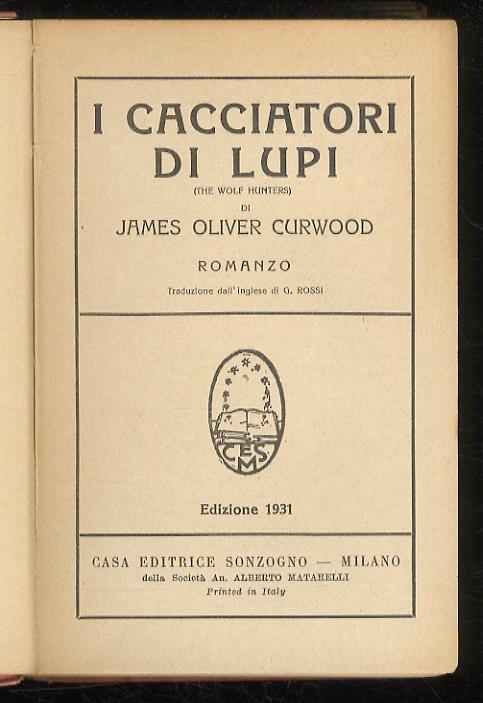 I CACCIATORI
DI LUPI
(THE WOLF HUNTERS)
DI
JAMES OLIVER CURWOOD
ROMANZO
Traduzione dall'inglese di G. ROSSI
CES
M
Edizione 1931
CASA EDITRICE SONZOGNO — MILANO
della Società An. ALBERTO MATARELLI
Printed in Italy